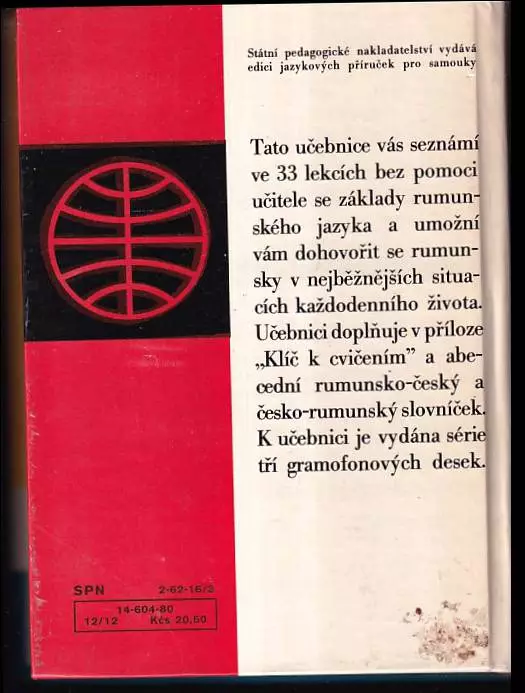 Státní pedagogické nakladatelství vydává
edici jazykových příruček pro samouky
Tato učebnice vás seznámí
ve 33 lekcích bez pomoci
učitele se základy rumun-
ského jazyka a umožní
vám dohovořit se rumun-
sky v nejběžnějších situa-
cích každodenního života.
Učebnici doplňuje v příloze
„Klíč k cvičením” a abe-
cední rumunsko-český a
česko-rumunský slovníček.
K učebnici je vydána série
tří gramofonových desek.
SPN 2-62-16/3
14-604-80
12/12 Kčs 20,50